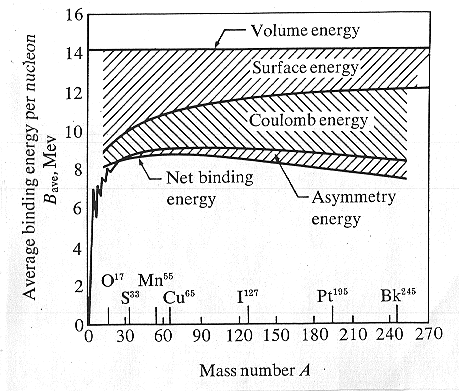 Average binding energy per nucleon
B_ave, Mev
16
14
12
10
8
6
4
2
0
Volume energy
Surface energy
Coulomb energy
Net binding
energy
Asymmetry
energy
O¹⁷
S³³
Mn⁵⁵
Cu⁶⁵
I¹²⁷
Pt¹⁹⁵
Bk²⁴⁵
0 30 60 90 120 150 180 210 240 270
Mass number A